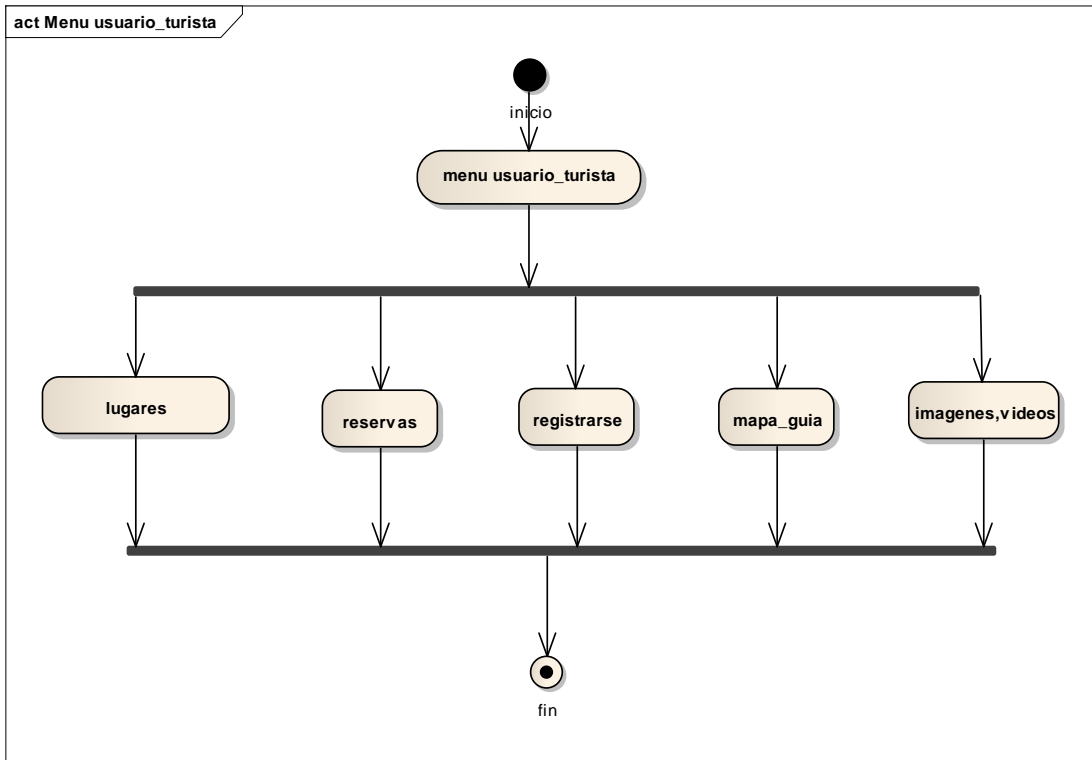 act Menu usuario_turista
inicio
menu usuario_turista
lugares
reservas
registrarse
mapa_guia
imagenes,videos
fin